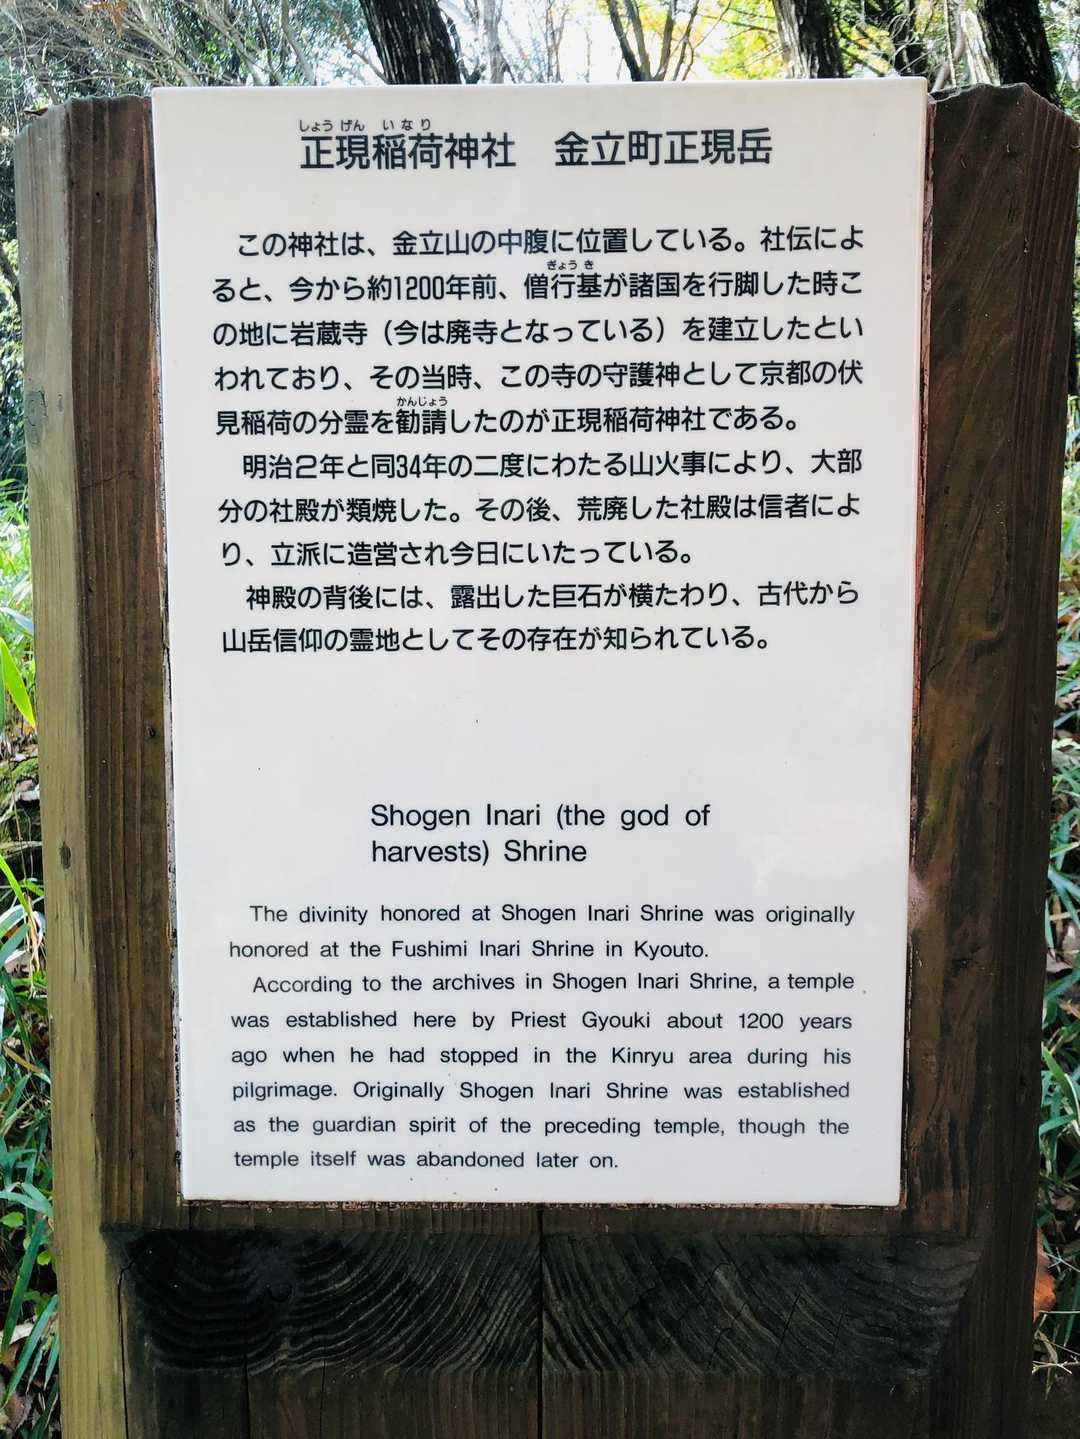 しょうげん いなり
正現稲荷神社 金立町正現岳
この神社は、金立山の中腹に位置している。社伝によ
ると、今から約1200年前、僧行基が諸国を行脚した時こ
ぎょうき
の地に岩蔵寺（今は廃寺となっている）を建立したとい
われており、その当時、この寺の守護神として京都の伏
かんじょう
見稲荷の分霊を勧請したのが正現稲荷神社である。
明治２年と同34年の二度にわたる山火事により、大部
分の社殿が類焼した。その後、荒廃した社殿は信者によ
り、立派に造営され今日にいたっている。
神殿の背後には、露出した巨石が横たわり、古代から
山岳信仰の霊地としてその存在が知られている。
Shogen Inari (the god of
harvests) Shrine
The divinity honored at Shogen Inari Shrine was originally
honored at the Fushimi Inari Shrine in Kyouto.
According to the archives in Shogen Inari Shrine, a temple
was established here by Priest Gyouki about 1200 years
ago when he had stopped in the Kinryu area during his
pilgrimage. Originally Shogen Inari Shrine was established
as the guardian spirit of the preceding temple, though the
temple itself was abandoned later on.